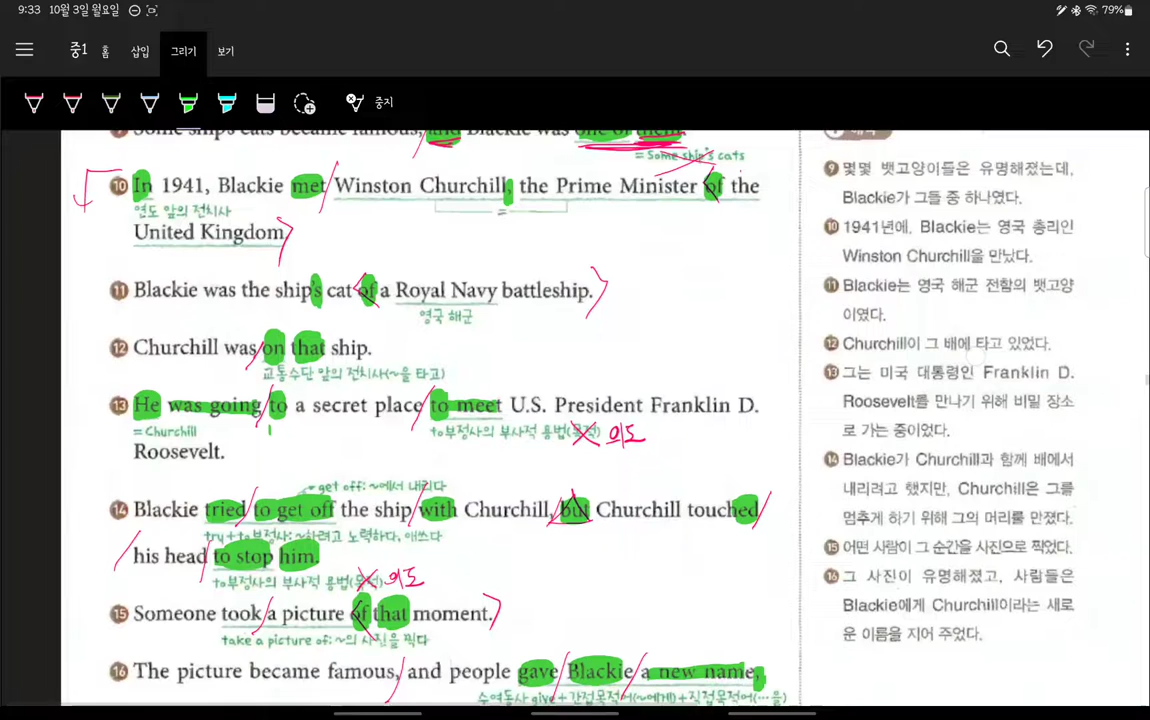 9:33 10월 3일 월요일 79%
중1 홈 삽입 그리기 보기
중지
Some ship's cats became famous, and Blackie was one of them.
= Some ship's cats
⑩ In 1941, Blackie met Winston Churchill, the Prime Minister of the
연도 앞의 전치사 =
United Kingdom.
⑪ Blackie was the ship's cat of a Royal Navy battleship.
영국 해군
⑫ Churchill was on that ship.
교통수단 앞의 전치사(~을 타고)
⑬ He was going to a secret place to meet U.S. President Franklin D.
= Churchill to부정사의 부사적 용법(목적) 의도
Roosevelt.
get off: ~에서 내리다
⑭ Blackie tried to get off the ship with Churchill, but Churchill touched
try + to부정사: ~하려고 노력하다, 애쓰다
his head to stop him.
to부정사의 부사적 용법(목적) 의도
⑮ Someone took a picture of that moment.
take a picture of: ~의 사진을 찍다
⑯ The picture became famous, and people gave Blackie a new name,
수여동사 give + 간접목적어(~에게) + 직접목적어(…을)
⑨ 몇몇 뱃고양이들은 유명해졌는데,
Blackie가 그들 중 하나였다.
⑩ 1941년에, Blackie는 영국 총리인
Winston Churchill을 만났다.
⑪ Blackie는 영국 해군 전함의 뱃고양
이였다.
⑫ Churchill이 그 배에 타고 있었다.
⑬ 그는 미국 대통령인 Franklin D.
Roosevelt를 만나기 위해 비밀 장소
로 가는 중이었다.
⑭ Blackie가 Churchill과 함께 배에서
내리려고 했지만, Churchill은 그를
멈추게 하기 위해 그의 머리를 만졌다.
⑮ 어떤 사람이 그 순간을 사진으로 찍었다.
⑯ 그 사진이 유명해졌고, 사람들은
Blackie에게 Churchill이라는 새로
운 이름을 지어 주었다.